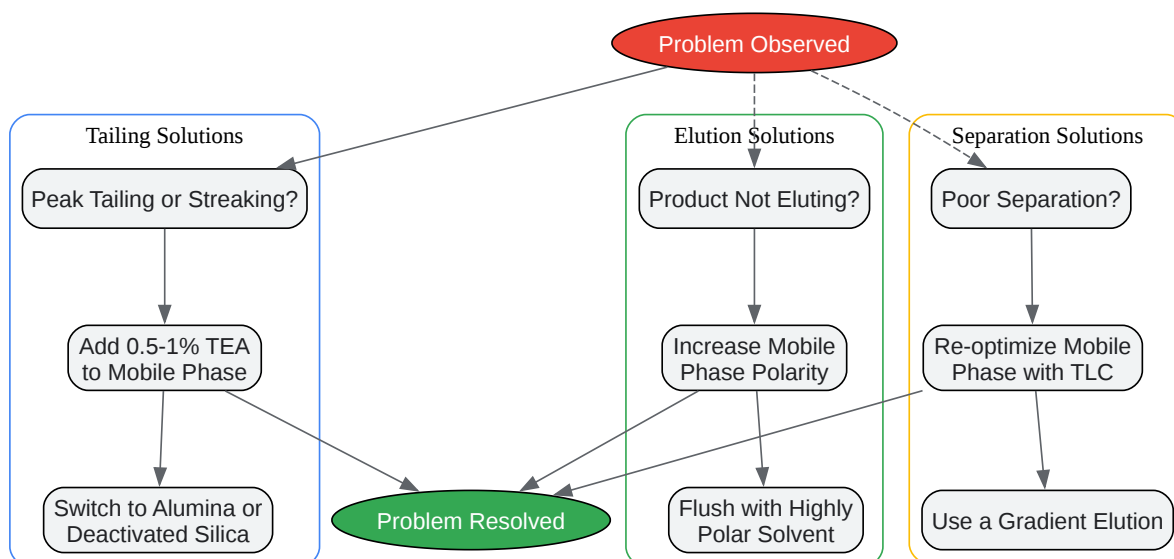 Problem Observed
Tailing Solutions
Elution Solutions
Separation Solutions
Peak Tailing or Streaking?
Product Not Eluting?
Poor Separation?
Add 0.5-1% TEA
to Mobile Phase
Increase Mobile
Phase Polarity
Re-optimize Mobile
Phase with TLC
Switch to Alumina or
Deactivated Silica
Problem Resolved
Flush with Highly
Polar Solvent
Use a Gradient Elution